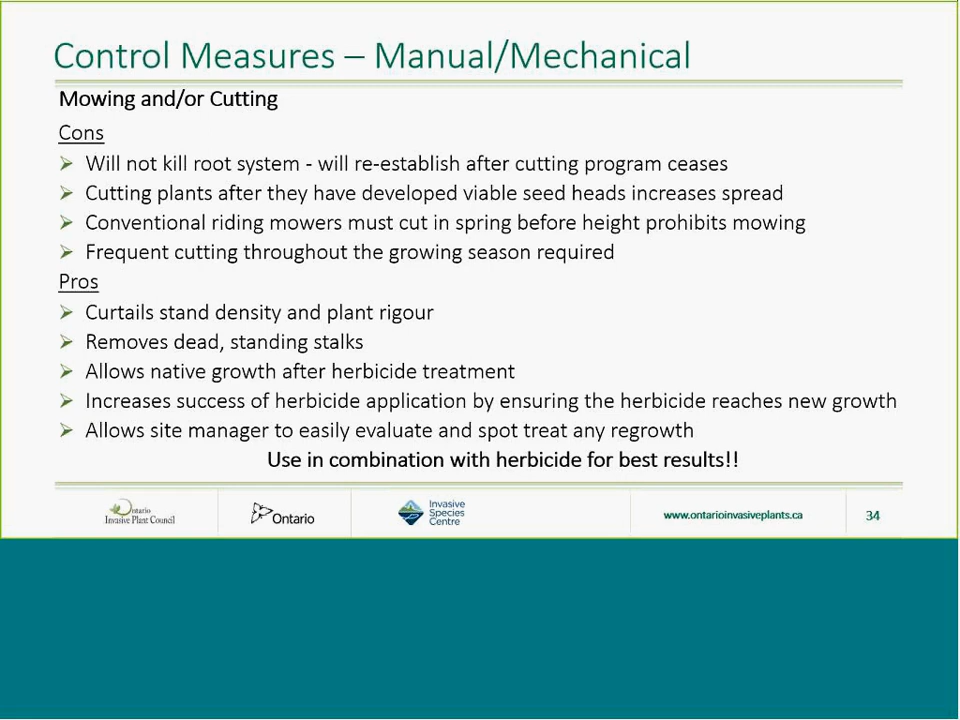 Control Measures – Manual/Mechanical
Mowing and/or Cutting
Cons
➢ Will not kill root system - will re-establish after cutting program ceases
➢ Cutting plants after they have developed viable seed heads increases spread
➢ Conventional riding mowers must cut in spring before height prohibits mowing
➢ Frequent cutting throughout the growing season required
Pros
➢ Curtails stand density and plant rigour
➢ Removes dead, standing stalks
➢ Allows native growth after herbicide treatment
➢ Increases success of herbicide application by ensuring the herbicide reaches new growth
➢ Allows site manager to easily evaluate and spot treat any regrowth
Use in combination with herbicide for best results!!
Ontario
Invasive Plant Council
Ontario
Invasive
Species
Centre
www.ontarioinvasiveplants.ca
34